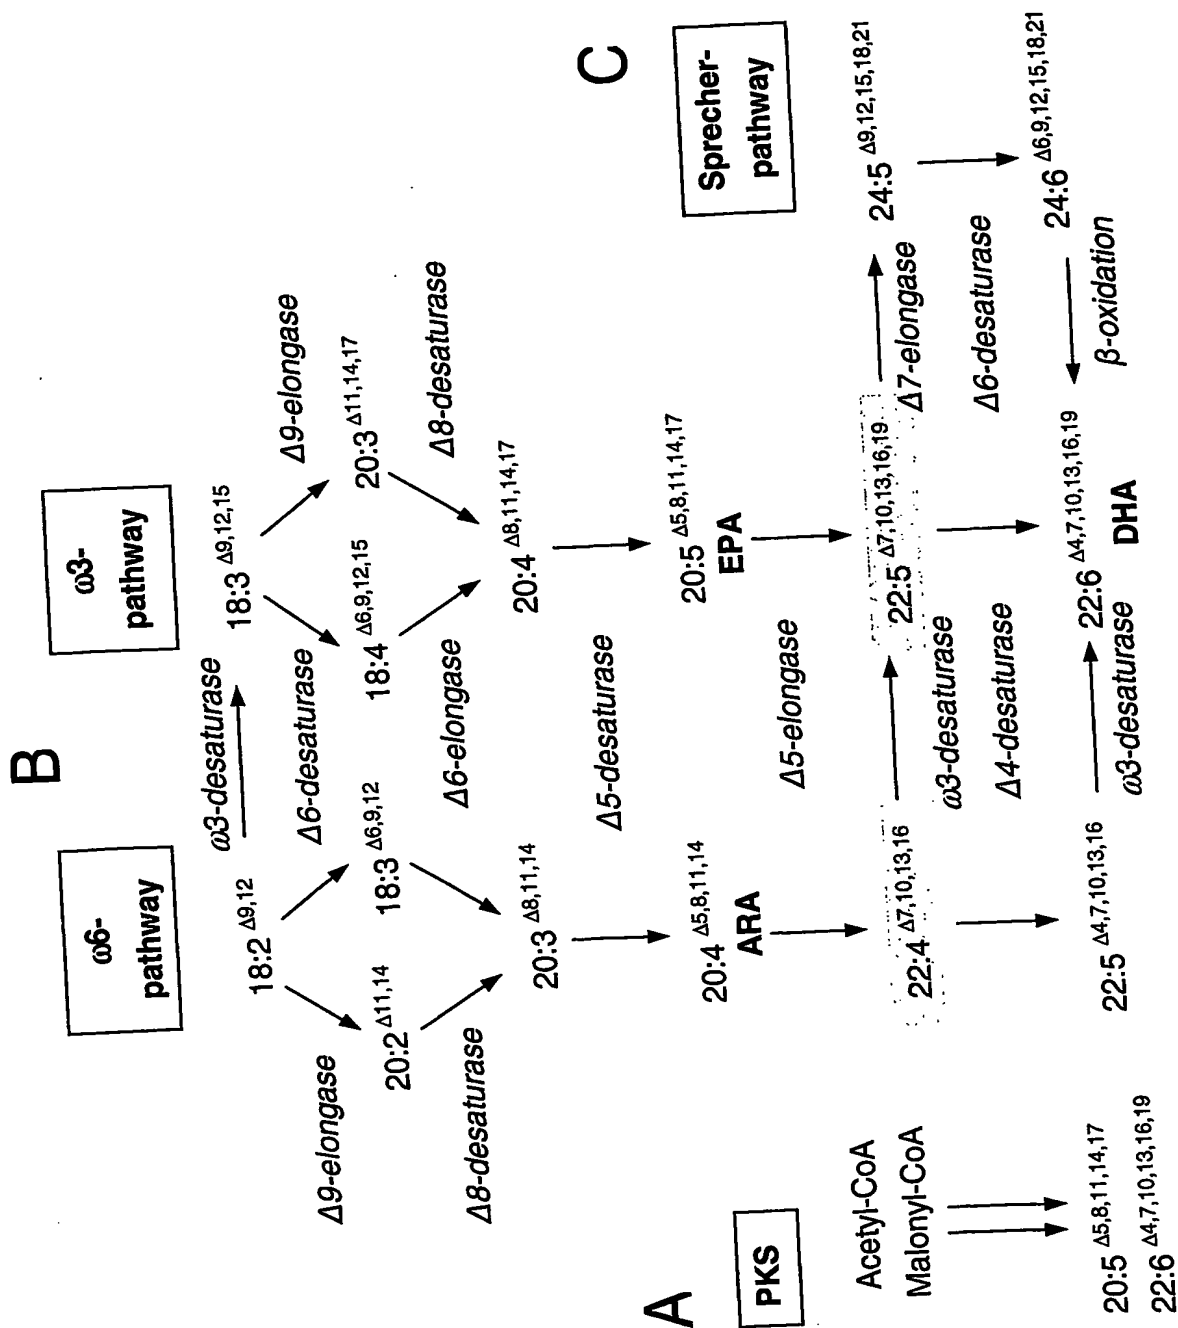 A
PKS
Acetyl-CoA
Malonyl-CoA
20:5 Δ5,8,11,14,17
22:6 Δ4,7,10,13,16,19
B
ω6-
pathway
ω3-
pathway
18:2 Δ9,12
ω3-desaturase
18:3 Δ9,12,15
Δ9-elongase
Δ6-desaturase
Δ9-elongase
20:2 Δ11,14
18:3 Δ6,9,12
18:4 Δ6,9,12,15
20:3 Δ11,14,17
Δ8-desaturase
Δ6-elongase
Δ8-desaturase
20:3 Δ8,11,14
20:4 Δ8,11,14,17
Δ5-desaturase
20:4 Δ5,8,11,14
ARA
20:5 Δ5,8,11,14,17
EPA
Δ5-elongase
22:4 Δ7,10,13,16
22:5 Δ7,10,13,16,19
ω3-desaturase
Δ4-desaturase
22:5 Δ4,7,10,13,16
ω3-desaturase
22:6 Δ4,7,10,13,16,19
DHA
C
Sprecher-
pathway
Δ7-elongase
24:5 Δ9,12,15,18,21
Δ6-desaturase
24:6 Δ6,9,12,15,18,21
β-oxidation